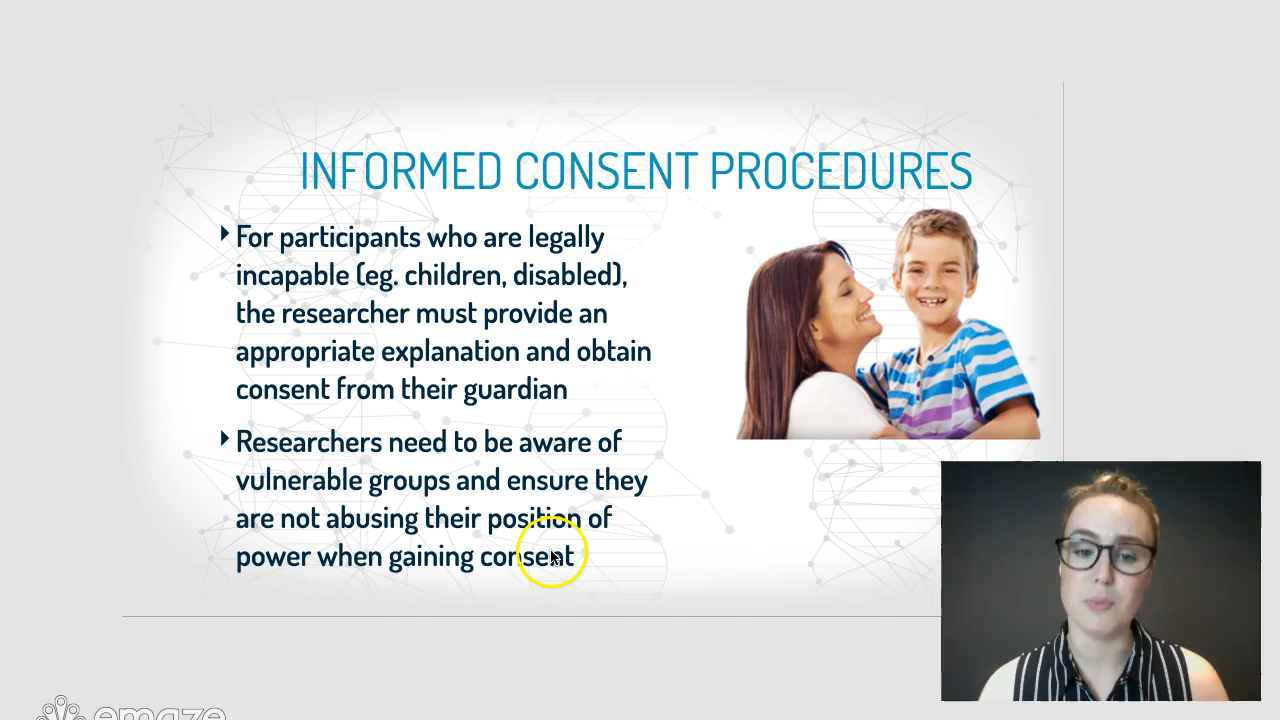 INFORMED CONSENT PROCEDURES
For participants who are legally
incapable (eg. children, disabled),
the researcher must provide an
appropriate explanation and obtain
consent from their guardian
Researchers need to be aware of
vulnerable groups and ensure they
are not abusing their position of
power when gaining consent
emaze